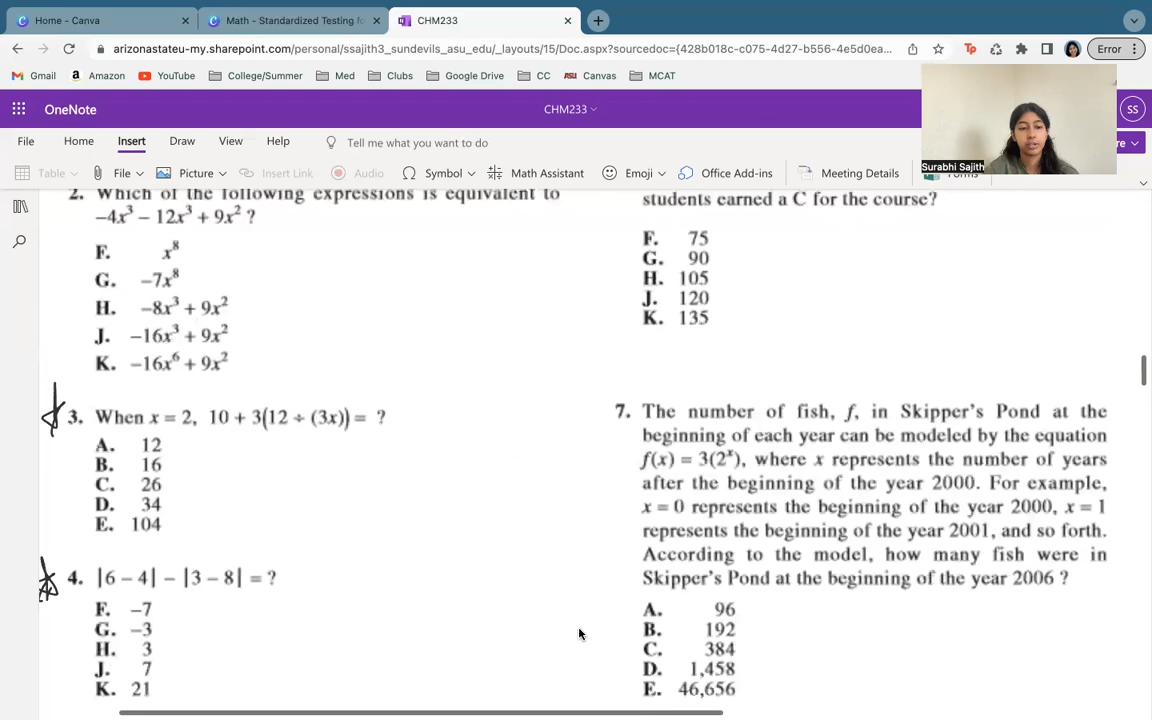 Home - Canva
Math - Standardized Testing fo
CHM233
arizonastateu-my.sharepoint.com/personal/ssajith3_sundevils_asu_edu/_layouts/15/Doc.aspx?sourcedoc={428b018c-c075-4d27-b556-4e5d0ea...
Error
Gmail
Amazon
YouTube
College/Summer
Med
Clubs
Google Drive
CC
ASU Canvas
MCAT
OneNote
CHM233
SS
File
Home
Insert
Draw
View
Help
Tell me what you want to do
Surabhi Sajith
Table
File
Picture
Insert Link
Audio
Symbol
Math Assistant
Emoji
Office Add-ins
Meeting Details
2. Which of the following expressions is equivalent to
−4x³ − 12x³ + 9x² ?
F. x⁸
G. −7x⁸
H. −8x³ + 9x²
J. −16x³ + 9x²
K. −16x⁶ + 9x²
3. When x = 2, 10 + 3(12 ÷ (3x)) = ?
A. 12
B. 16
C. 26
D. 34
E. 104
4. |6 − 4| − |3 − 8| = ?
F. −7
G. −3
H. 3
J. 7
K. 21
students earned a C for the course?
F. 75
G. 90
H. 105
J. 120
K. 135
7. The number of fish, f, in Skipper's Pond at the
beginning of each year can be modeled by the equation
f(x) = 3(2ˣ), where x represents the number of years
after the beginning of the year 2000. For example,
x = 0 represents the beginning of the year 2000, x = 1
represents the beginning of the year 2001, and so forth.
According to the model, how many fish were in
Skipper's Pond at the beginning of the year 2006 ?
A. 96
B. 192
C. 384
D. 1,458
E. 46,656